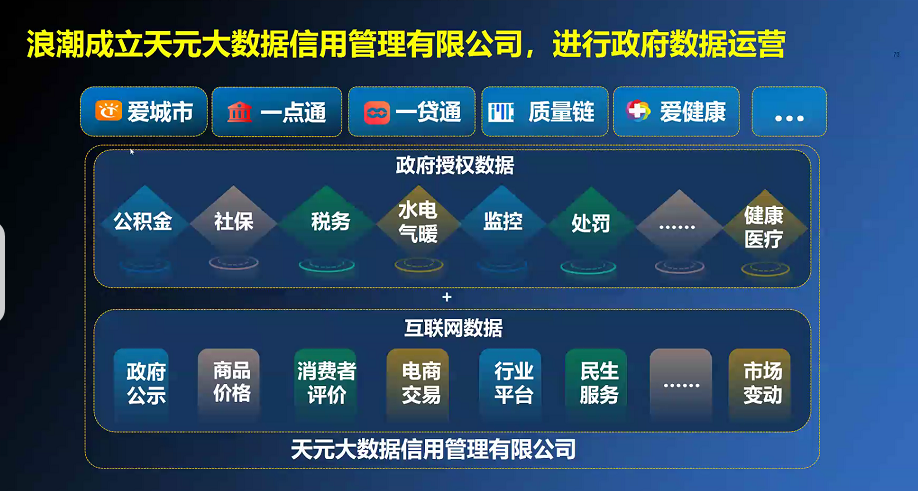 浪潮成立天元大数据信用管理有限公司，进行政府数据运营
爱城市 一点通 一贷通 质量链 爱健康 ...
政府授权数据
公积金 社保 税务 水电气暖 监控 处罚 ...... 健康医疗
+
互联网数据
政府公示 商品价格 消费者评价 电商交易 行业平台 民生服务 ...... 市场变动
天元大数据信用管理有限公司